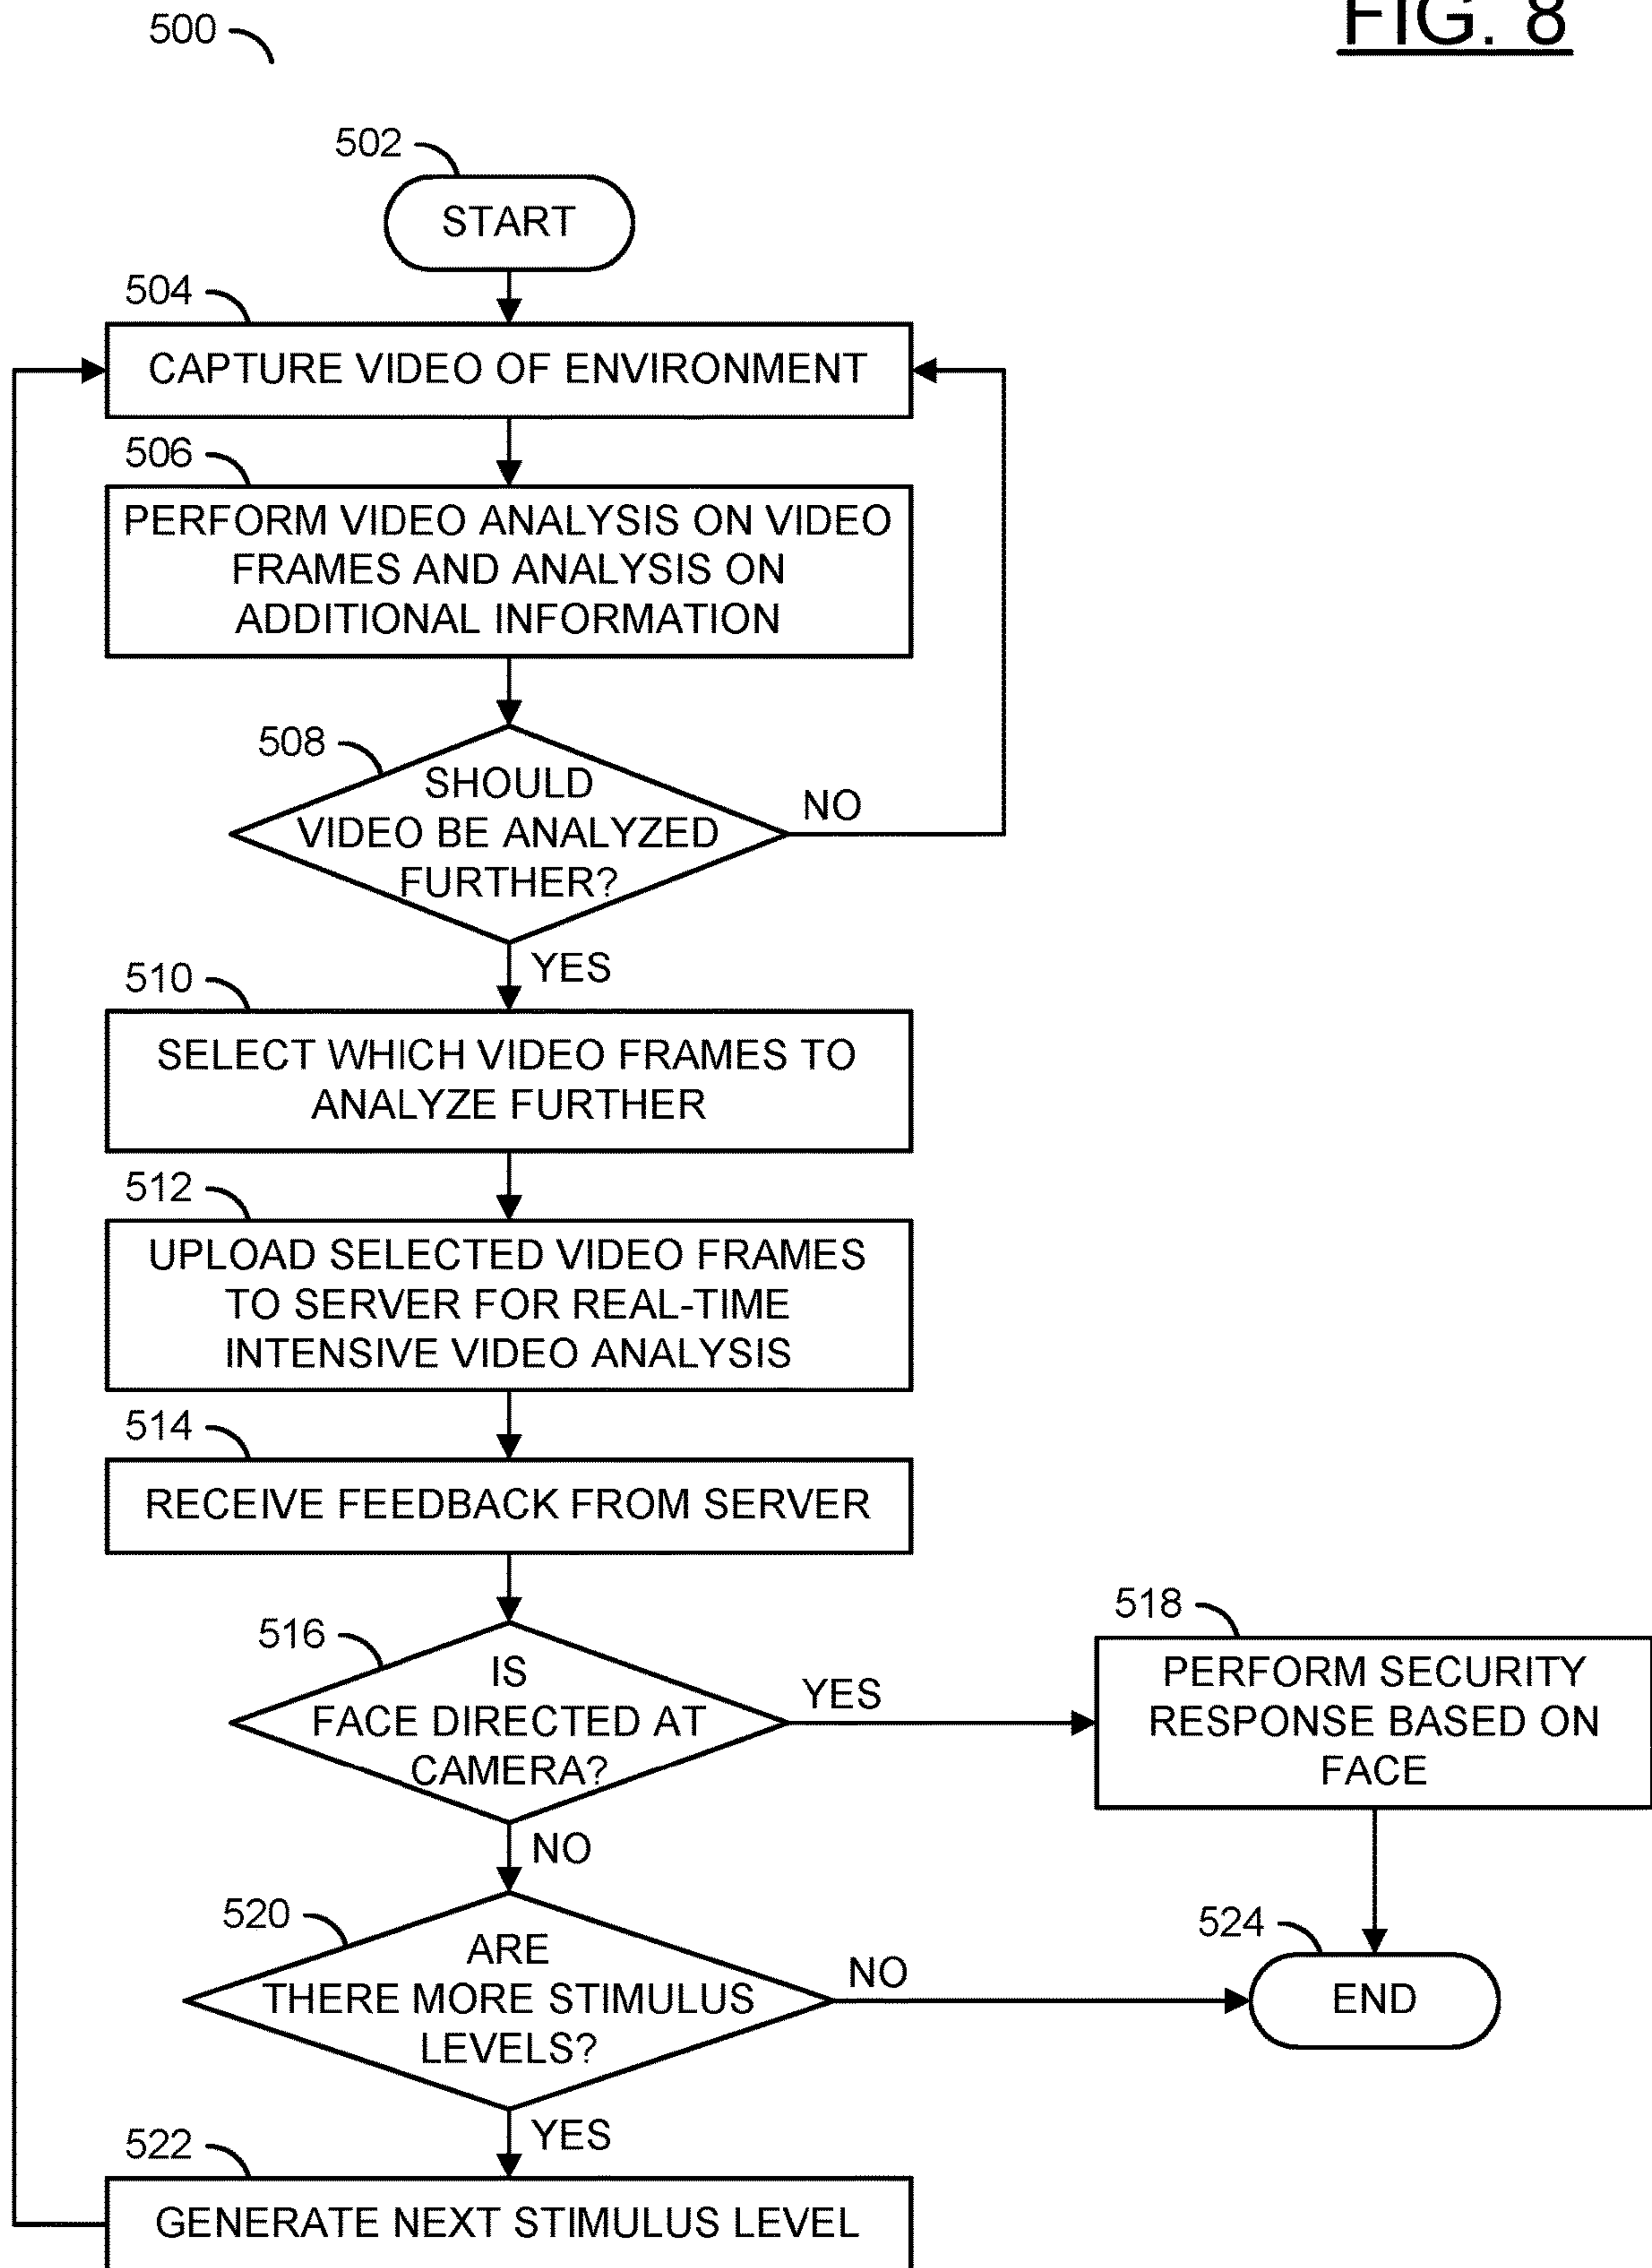 FIG. 8
500
502
START
504
CAPTURE VIDEO OF ENVIRONMENT
506
PERFORM VIDEO ANALYSIS ON VIDEO
FRAMES AND ANALYSIS ON
ADDITIONAL INFORMATION
508
SHOULD
VIDEO BE ANALYZED
FURTHER?
NO
YES
510
SELECT WHICH VIDEO FRAMES TO
ANALYZE FURTHER
512
UPLOAD SELECTED VIDEO FRAMES
TO SERVER FOR REAL-TIME
INTENSIVE VIDEO ANALYSIS
514
RECEIVE FEEDBACK FROM SERVER
516
IS
FACE DIRECTED AT
CAMERA?
YES
518
PERFORM SECURITY
RESPONSE BASED ON
FACE
NO
520
ARE
THERE MORE STIMULUS
LEVELS?
NO
524
END
YES
522
GENERATE NEXT STIMULUS LEVEL